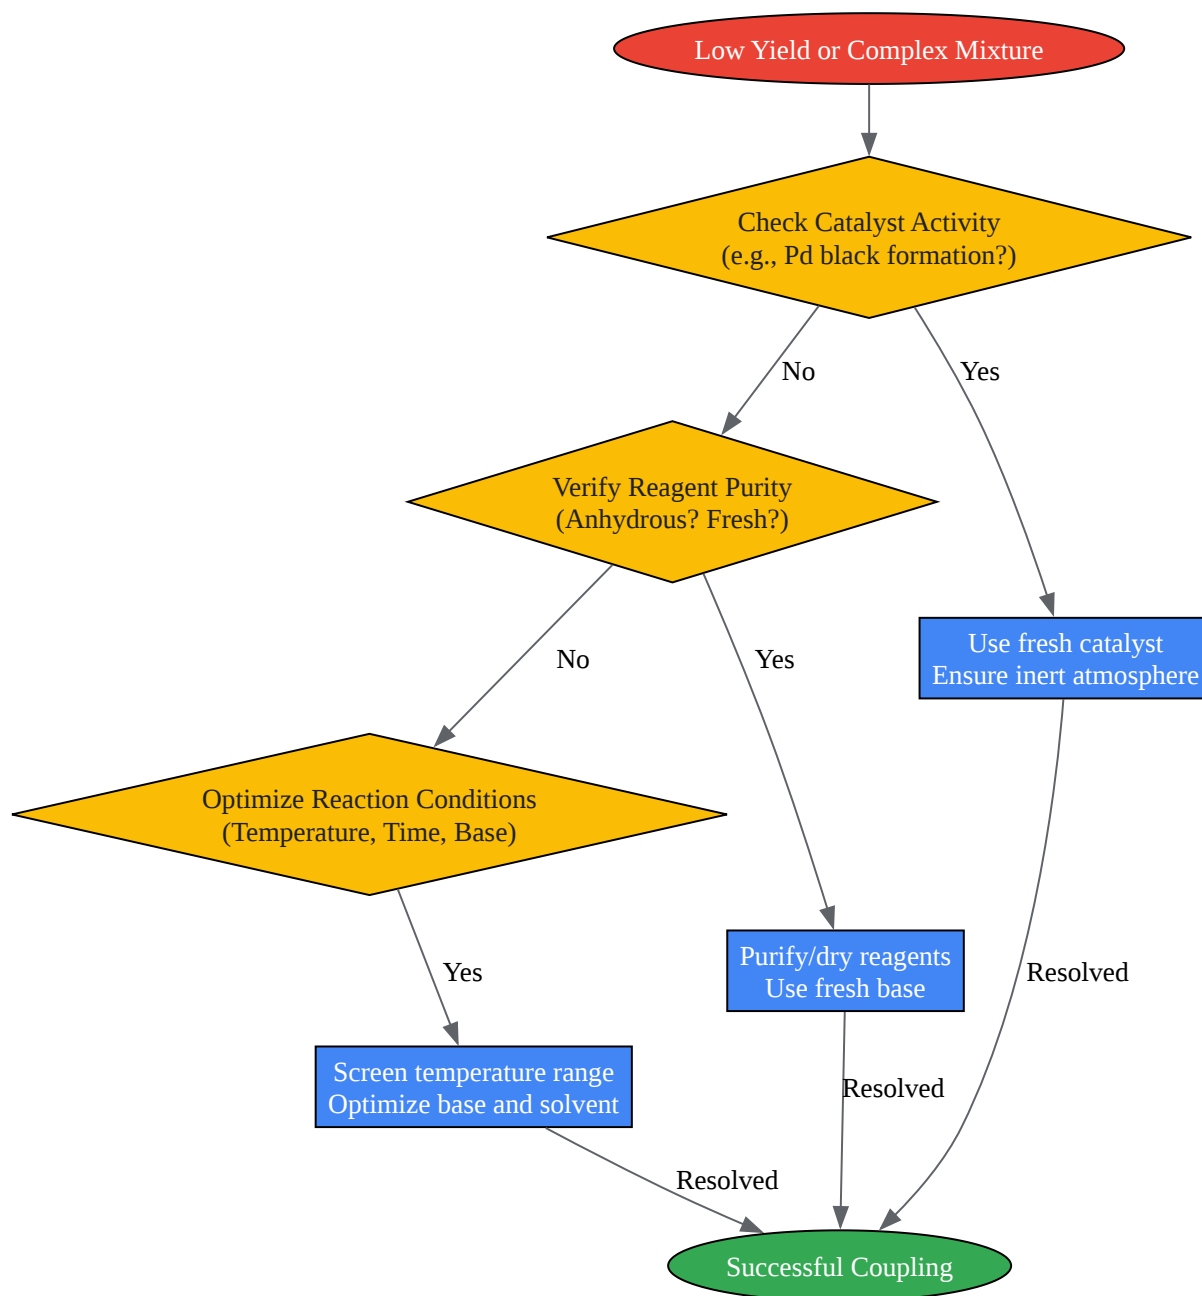 Low Yield or Complex Mixture
Check Catalyst Activity
(e.g., Pd black formation?)
No
Yes
Verify Reagent Purity
(Anhydrous? Fresh?)
No
Yes
Use fresh catalyst
Ensure inert atmosphere
Optimize Reaction Conditions
(Temperature, Time, Base)
Yes
Purify/dry reagents
Use fresh base
Resolved
Screen temperature range
Optimize base and solvent
Resolved
Resolved
Successful Coupling